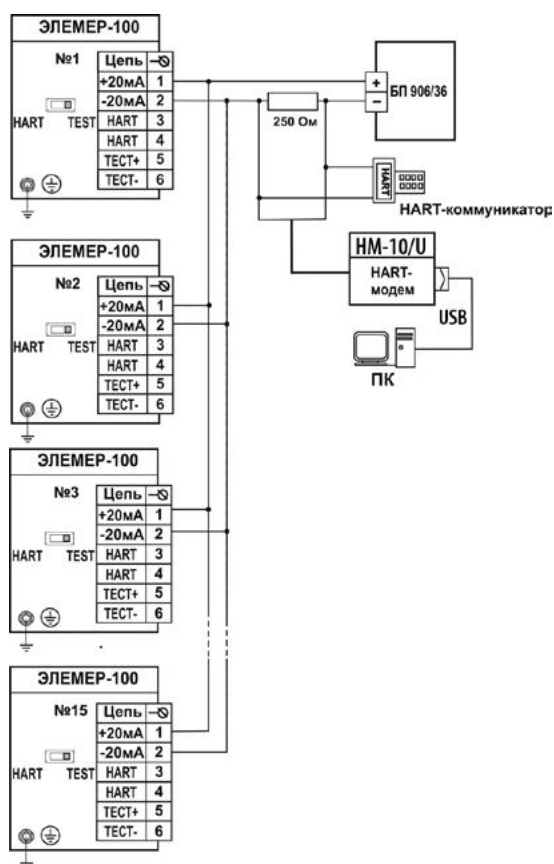 ЭЛЕМЕР-100
№1
Цепь
+20мА 1
-20мА 2
HART 3
HART 4
ТЕСТ+ 5
ТЕСТ- 6
HART TEST
250 Ом
+
−
БП 906/36
HART
HART-коммуникатор
HM-10/U
HART-
модем
USB
ПК
ЭЛЕМЕР-100
№2
Цепь
+20мА 1
-20мА 2
HART 3
HART 4
ТЕСТ+ 5
ТЕСТ- 6
HART TEST
ЭЛЕМЕР-100
№3
Цепь
+20мА 1
-20мА 2
HART 3
HART 4
ТЕСТ+ 5
ТЕСТ- 6
HART TEST
ЭЛЕМЕР-100
№15
Цепь
+20мА 1
-20мА 2
HART 3
HART 4
ТЕСТ+ 5
ТЕСТ- 6
HART TEST